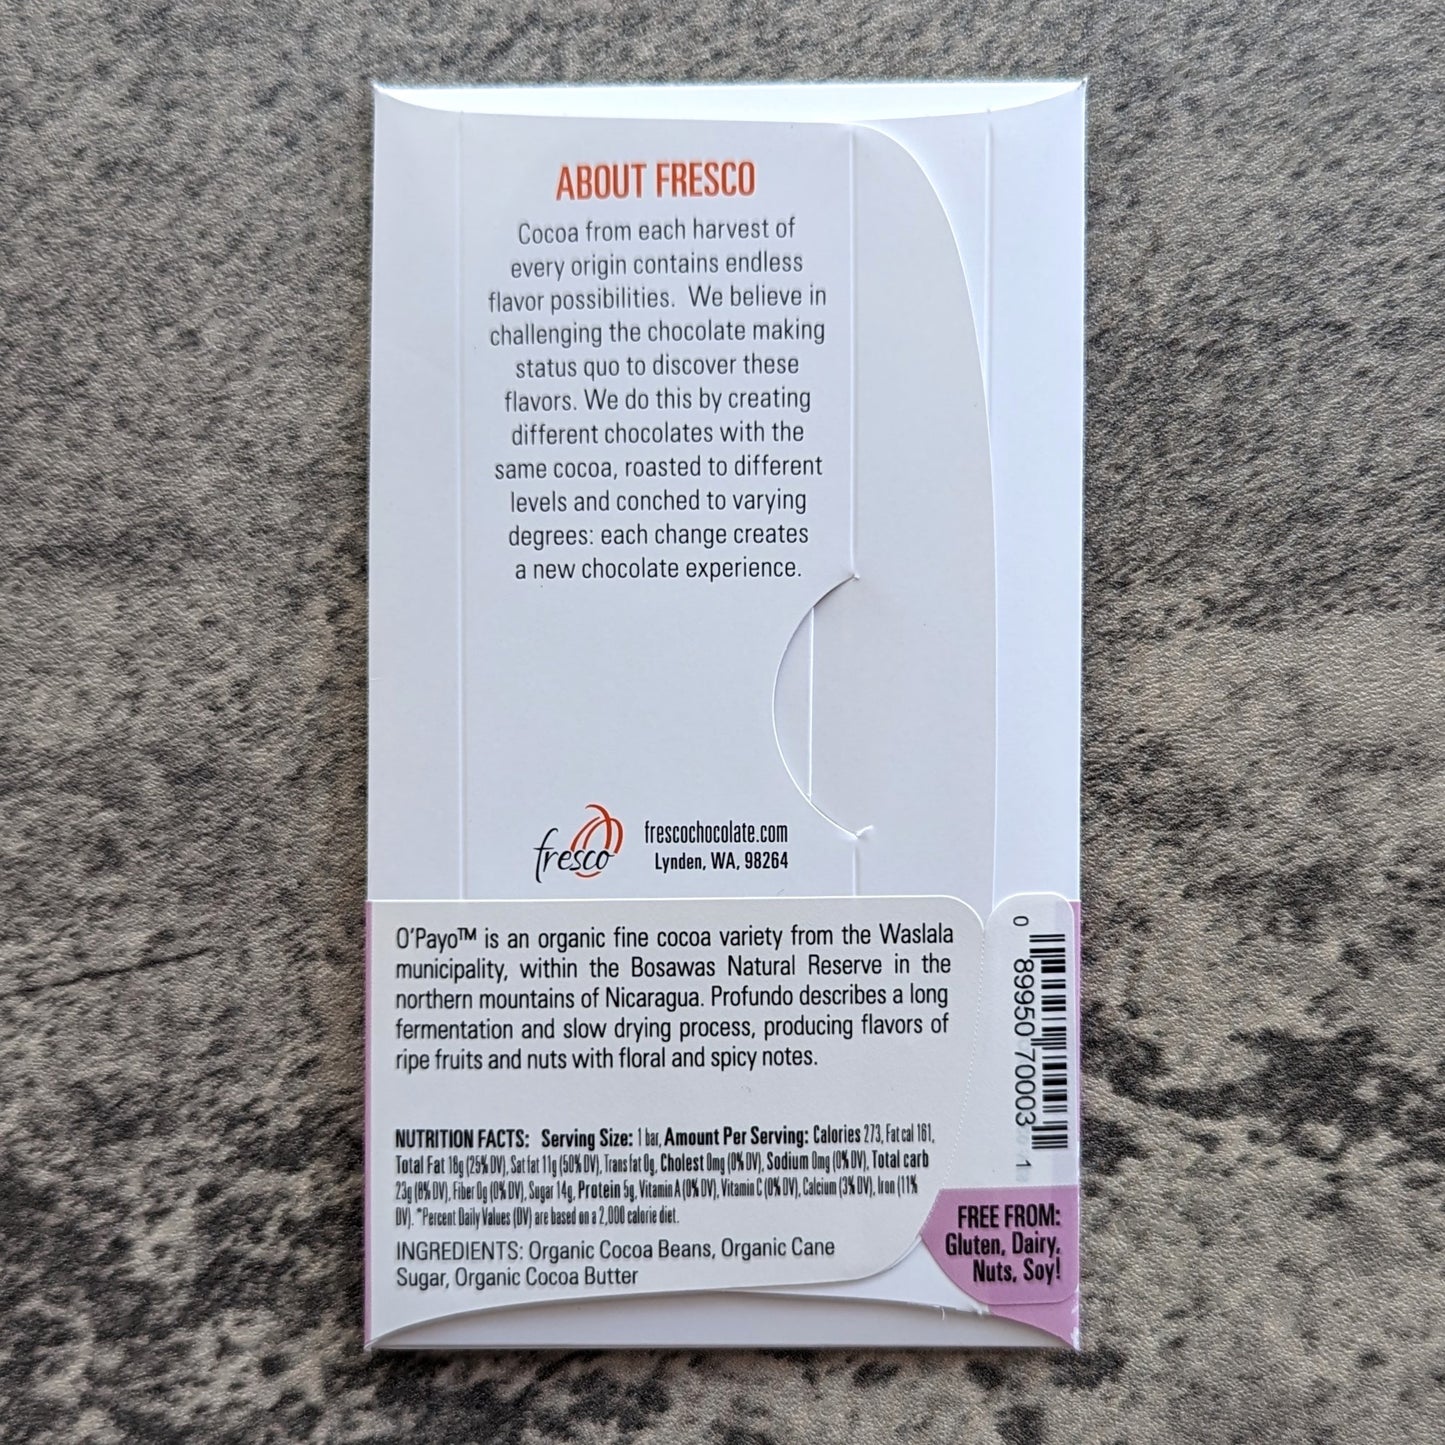 ABOUT FRESCO
Cocoa from each harvest of
every origin contains endless
flavor possibilities. We believe in
challenging the chocolate making
status quo to discover these
flavors. We do this by creating
different chocolates with the
same cocoa, roasted to different
levels and conched to varying
degrees: each change creates
a new chocolate experience.
fresco
frescochocolate.com
Lynden, WA, 98264
O'Payo™ is an organic fine cocoa variety from the Waslala
municipality, within the Bosawas Natural Reserve in the
northern mountains of Nicaragua. Profundo describes a long
fermentation and slow drying process, producing flavors of
ripe fruits and nuts with floral and spicy notes.
NUTRITION FACTS: Serving Size: 1 bar, Amount Per Serving: Calories 273, Fat cal 161,
Total Fat 18g (25% DV), Sat fat 11g (50% DV), Trans fat 0g, Cholest 0mg (0% DV), Sodium 0mg (0% DV), Total carb
23g (8% DV), Fiber 0g (0% DV), Sugar 14g, Protein 5g, Vitamin A (0% DV), Vitamin C (0% DV), Calcium (3% DV), Iron (11%
DV). *Percent Daily Values (DV) are based on a 2,000 calorie diet.
INGREDIENTS: Organic Cocoa Beans, Organic Cane
Sugar, Organic Cocoa Butter
0 89950 70003 1
FREE FROM:
Gluten, Dairy,
Nuts, Soy!